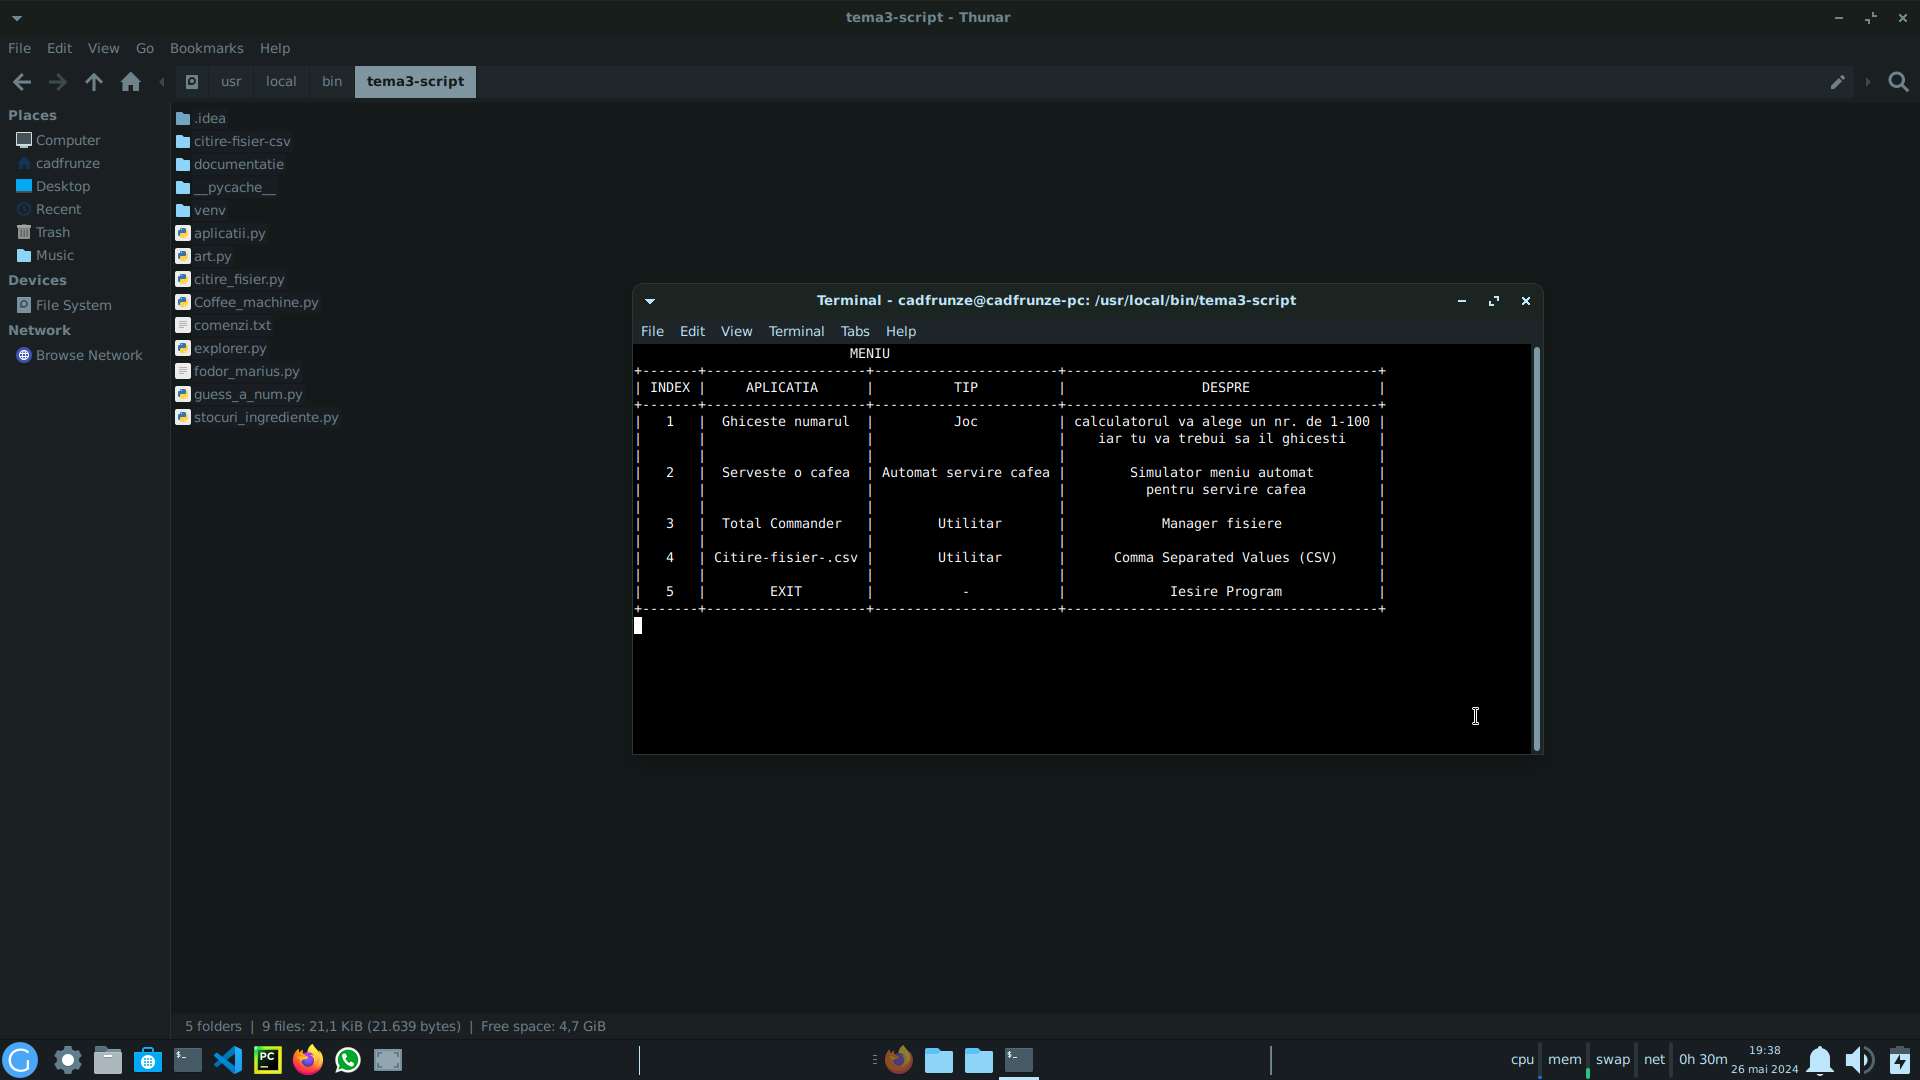 tema3-script - Thunar
File Edit View Go Bookmarks Help
usr local bin tema3-script
Places
Computer
cadfrunze
Desktop
Recent
Trash
Music
Devices
File System
Network
Browse Network
.idea
citire-fisier-csv
documentatie
__pycache__
venv
aplicatii.py
art.py
citire_fisier.py
Coffee_machine.py
comenzi.txt
explorer.py
fodor_marius.py
guess_a_num.py
stocuri_ingrediente.py
Terminal - cadfrunze@cadfrunze-pc: /usr/local/bin/tema3-script
File Edit View Terminal Tabs Help
MENIU
+-------+--------------------+-----------------------+---------------------------------------+
| INDEX | APLICATIA | TIP | DESPRE |
+-------+--------------------+-----------------------+---------------------------------------+
| 1 | Ghiceste numarul | Joc | calculatorul va alege un nr. de 1-100 |
| | | | iar tu va trebui sa il ghicesti |
| | | | |
| 2 | Serveste o cafea | Automat servire cafea | Simulator meniu automat |
| | | | pentru servire cafea |
| | | | |
| 3 | Total Commander | Utilitar | Manager fisiere |
| | | | |
| 4 | Citire-fisier-.csv | Utilitar | Comma Separated Values (CSV) |
| | | | |
| 5 | EXIT | - | Iesire Program |
+-------+--------------------+-----------------------+---------------------------------------+
5 folders | 9 files: 21,1 KiB (21.639 bytes) | Free space: 4,7 GiB
PC
cpu mem swap net 0h 30m 19:38
26 mai 2024